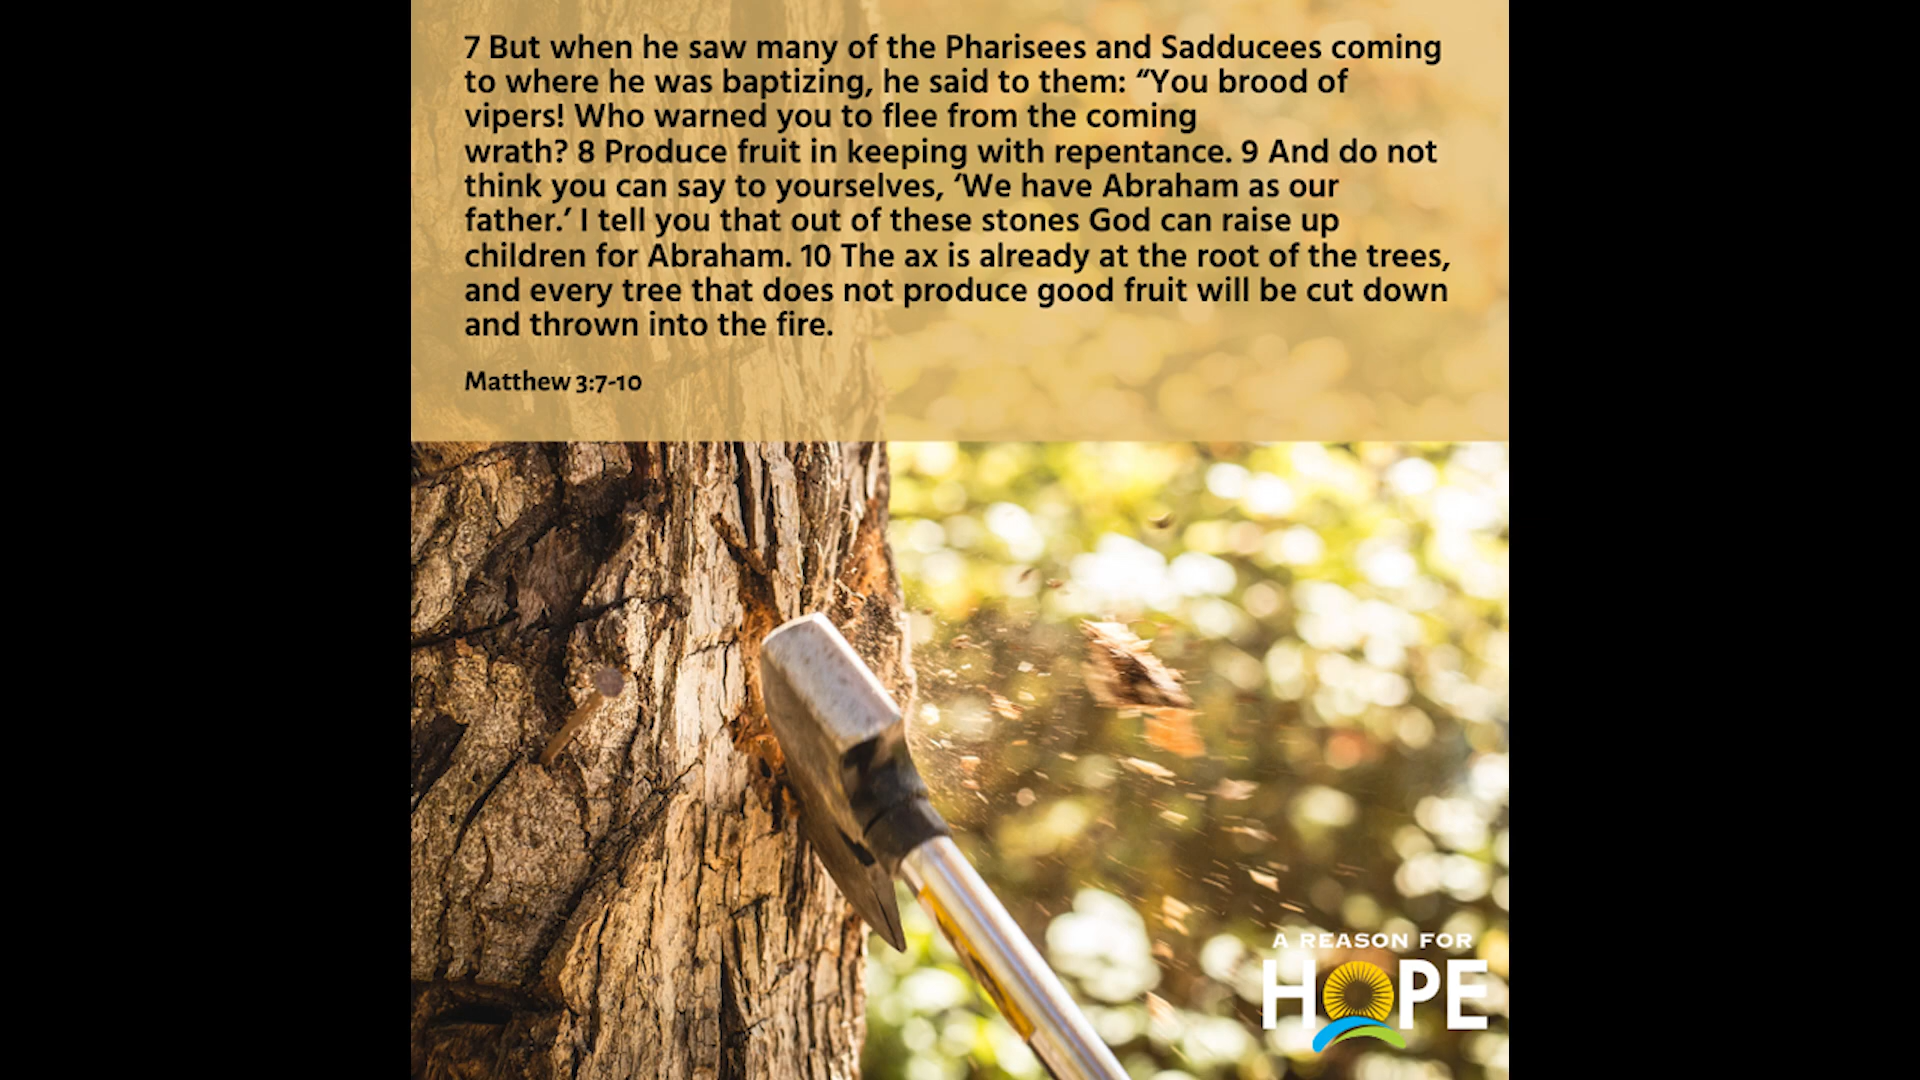 7 But when he saw many of the Pharisees and Sadducees coming
to where he was baptizing, he said to them: “You brood of
vipers! Who warned you to flee from the coming
wrath? 8 Produce fruit in keeping with repentance. 9 And do not
think you can say to yourselves, ‘We have Abraham as our
father.’ I tell you that out of these stones God can raise up
children for Abraham. 10 The ax is already at the root of the trees,
and every tree that does not produce good fruit will be cut down
and thrown into the fire.
Matthew 3:7-10
A REASON FOR
HOPE